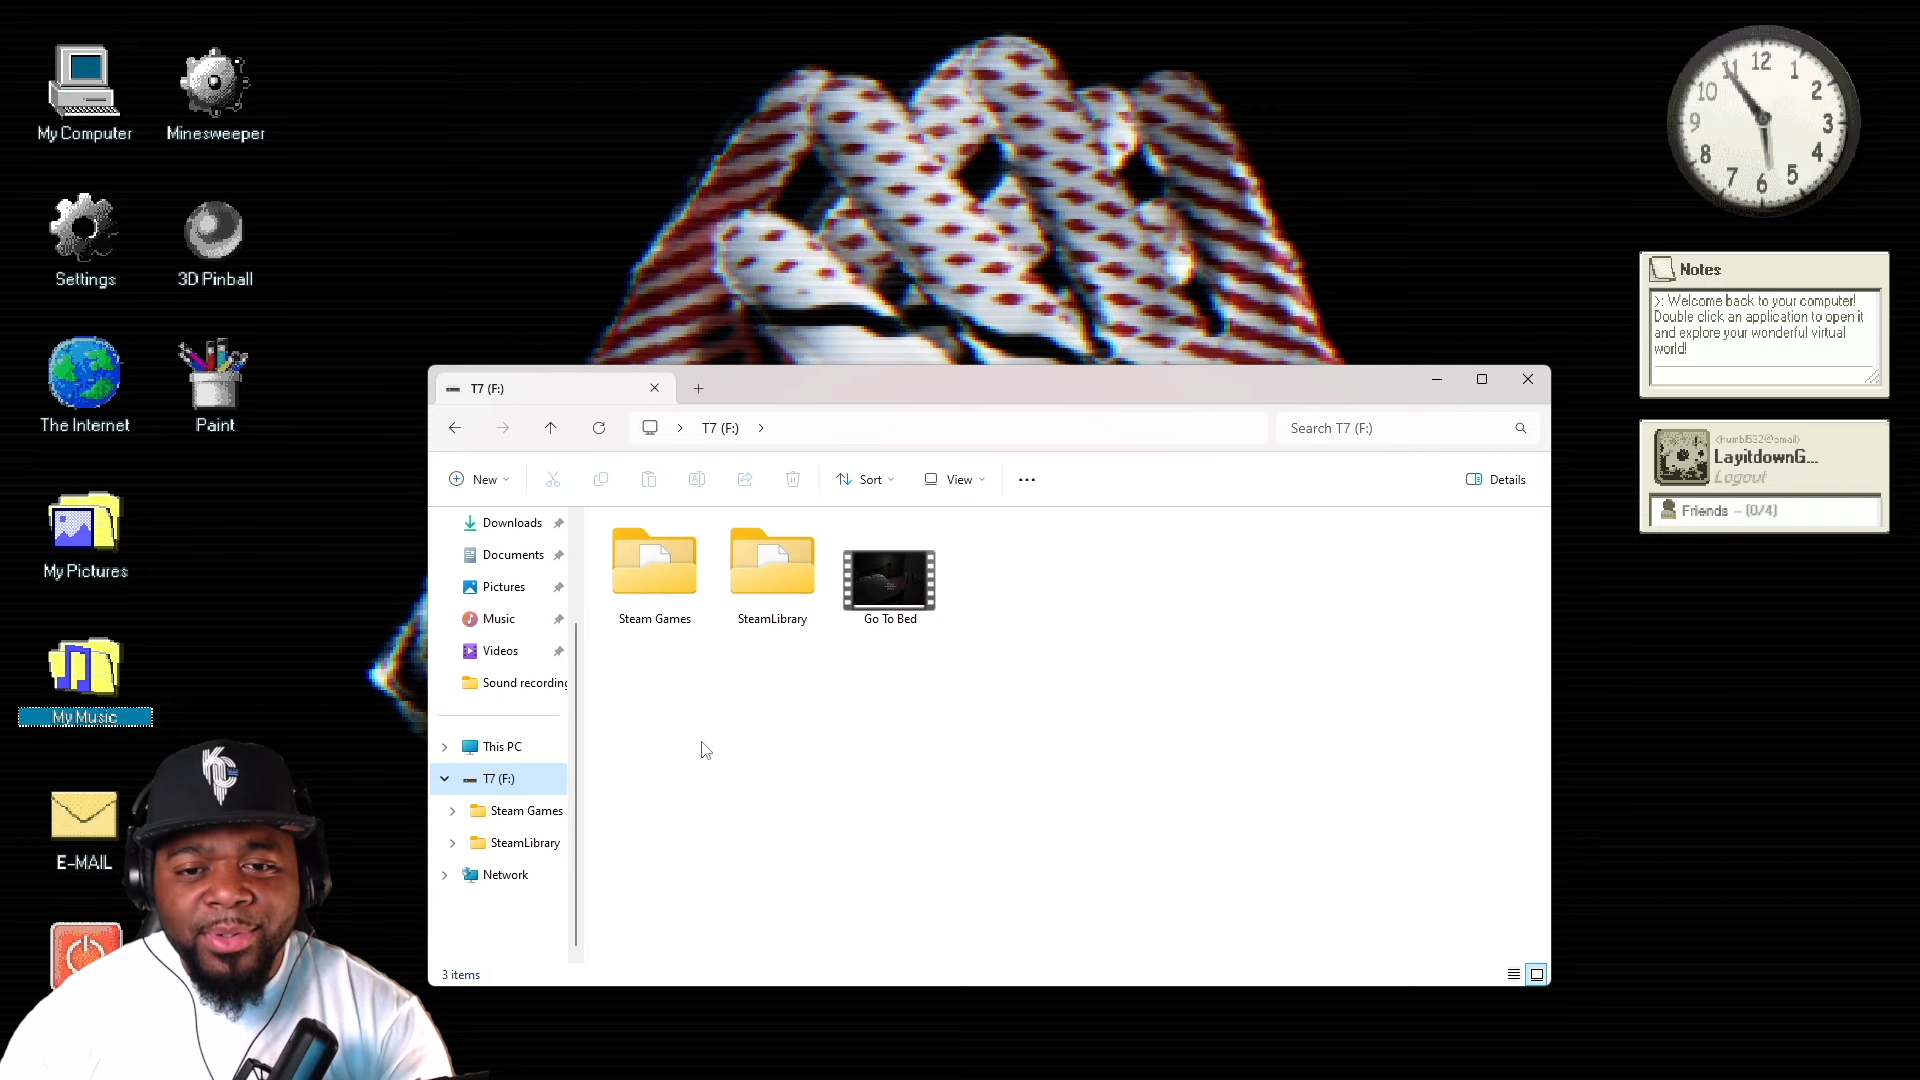 My Computer
Minesweeper
Settings
3D Pinball
The Internet
Paint
My Pictures
My Music
E-MAIL
12
1
2
3
4
5
6
7
8
9
10
11
Notes
>: Welcome back to your computer!
Double click an application to open it
and explore your wonderful virtual
world!
<humbl532@email>
LayitdownG...
Logout
Friends - (0/4)
T7 (F:)
T7 (F:)
Search T7 (F:)
New
Sort
View
Details
Downloads
Documents
Pictures
Music
Videos
Sound recording
This PC
T7 (F:)
Steam Games
SteamLibrary
Network
Steam Games
SteamLibrary
Go To Bed
3 items
KC